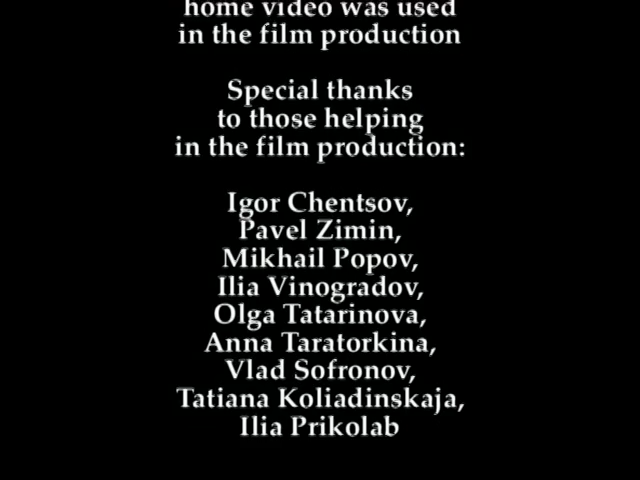 home video was used
in the film production
Special thanks
to those helping
in the film production:
Igor Chentsov,
Pavel Zimin,
Mikhail Popov,
Ilia Vinogradov,
Olga Tatarinova,
Anna Taratorkina,
Vlad Sofronov,
Tatiana Koliadinskaja,
Ilia Prikolab